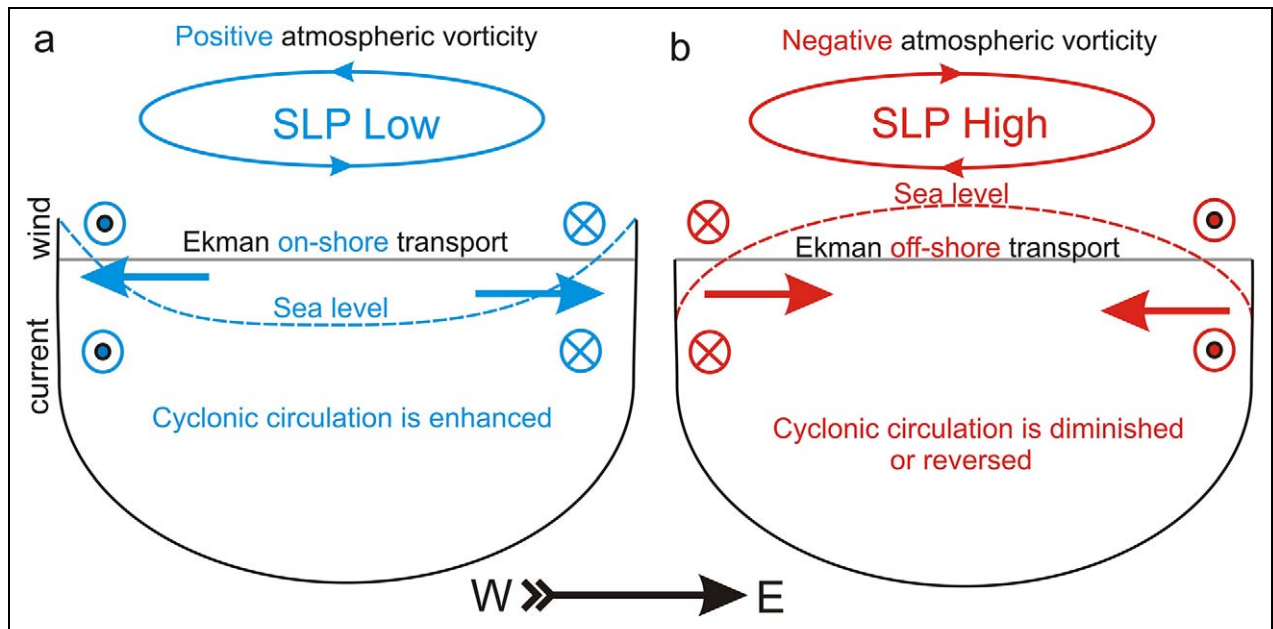 a
Positive atmospheric vorticity
SLP Low
wind
Ekman on-shore transport
Sea level
current
Cyclonic circulation is enhanced
b
Negative atmospheric vorticity
SLP High
Sea level
Ekman off-shore transport
Cyclonic circulation is diminished
or reversed
W E